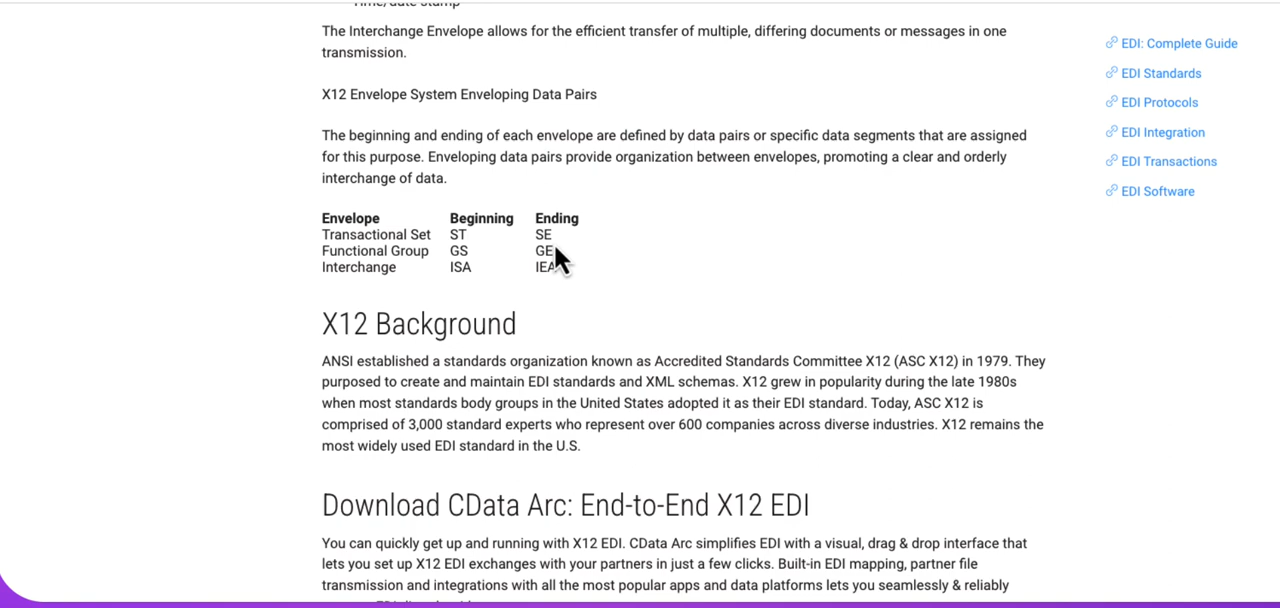 Time/date stamp
The Interchange Envelope allows for the efficient transfer of multiple, differing documents or messages in one
transmission.
X12 Envelope System Enveloping Data Pairs
The beginning and ending of each envelope are defined by data pairs or specific data segments that are assigned
for this purpose. Enveloping data pairs provide organization between envelopes, promoting a clear and orderly
interchange of data.
Envelope Beginning Ending
Transactional Set ST SE
Functional Group GS GE
Interchange ISA IEA
X12 Background
ANSI established a standards organization known as Accredited Standards Committee X12 (ASC X12) in 1979. They
purposed to create and maintain EDI standards and XML schemas. X12 grew in popularity during the late 1980s
when most standards body groups in the United States adopted it as their EDI standard. Today, ASC X12 is
comprised of 3,000 standard experts who represent over 600 companies across diverse industries. X12 remains the
most widely used EDI standard in the U.S.
Download CData Arc: End-to-End X12 EDI
You can quickly get up and running with X12 EDI. CData Arc simplifies EDI with a visual, drag & drop interface that
lets you set up X12 EDI exchanges with your partners in just a few clicks. Built-in EDI mapping, partner file
transmission and integrations with all the most popular apps and data platforms lets you seamlessly & reliably
EDI: Complete Guide
EDI Standards
EDI Protocols
EDI Integration
EDI Transactions
EDI Software